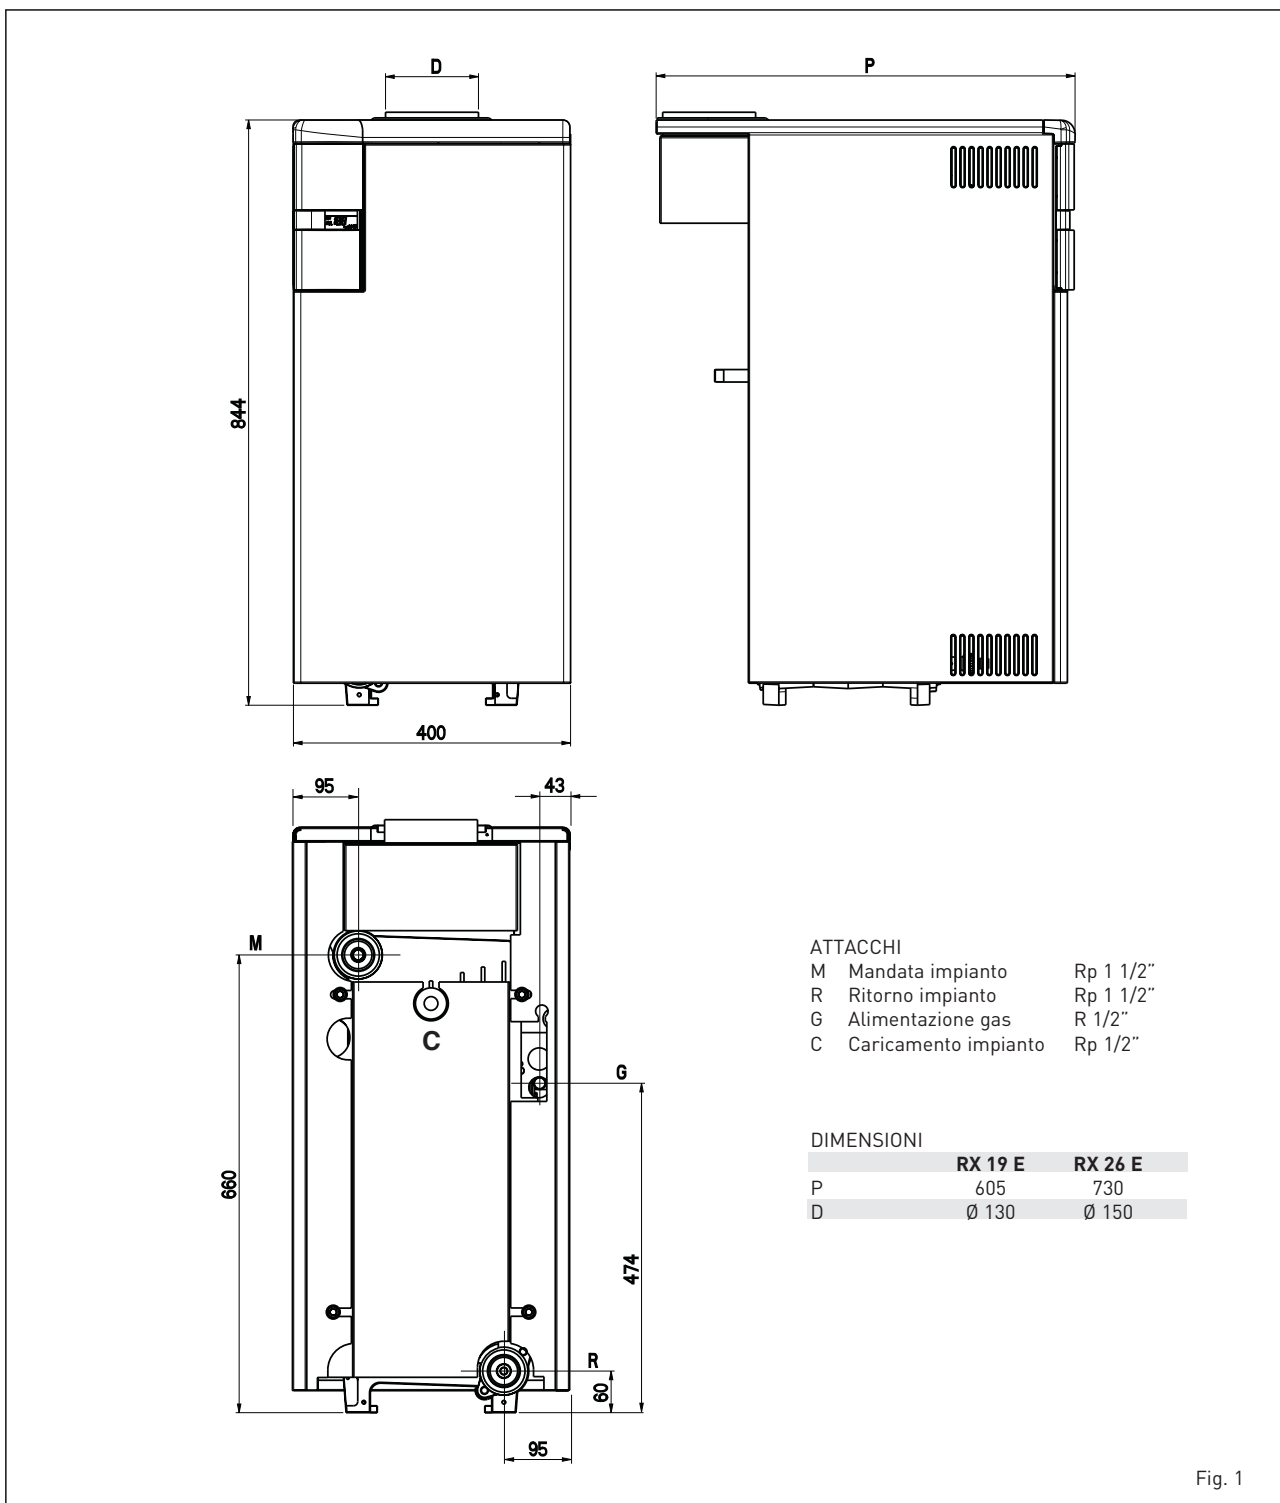 D
P
844
400
95
43
M
C
G
660
474
R
60
95
ATTACCHI
M Mandata impianto Rp 1 1/2”
R Ritorno impianto Rp 1 1/2”
G Alimentazione gas R 1/2”
C Caricamento impianto Rp 1/2”
DIMENSIONI
RX 19 E RX 26 E
P 605 730
D Ø 130 Ø 150
Fig. 1